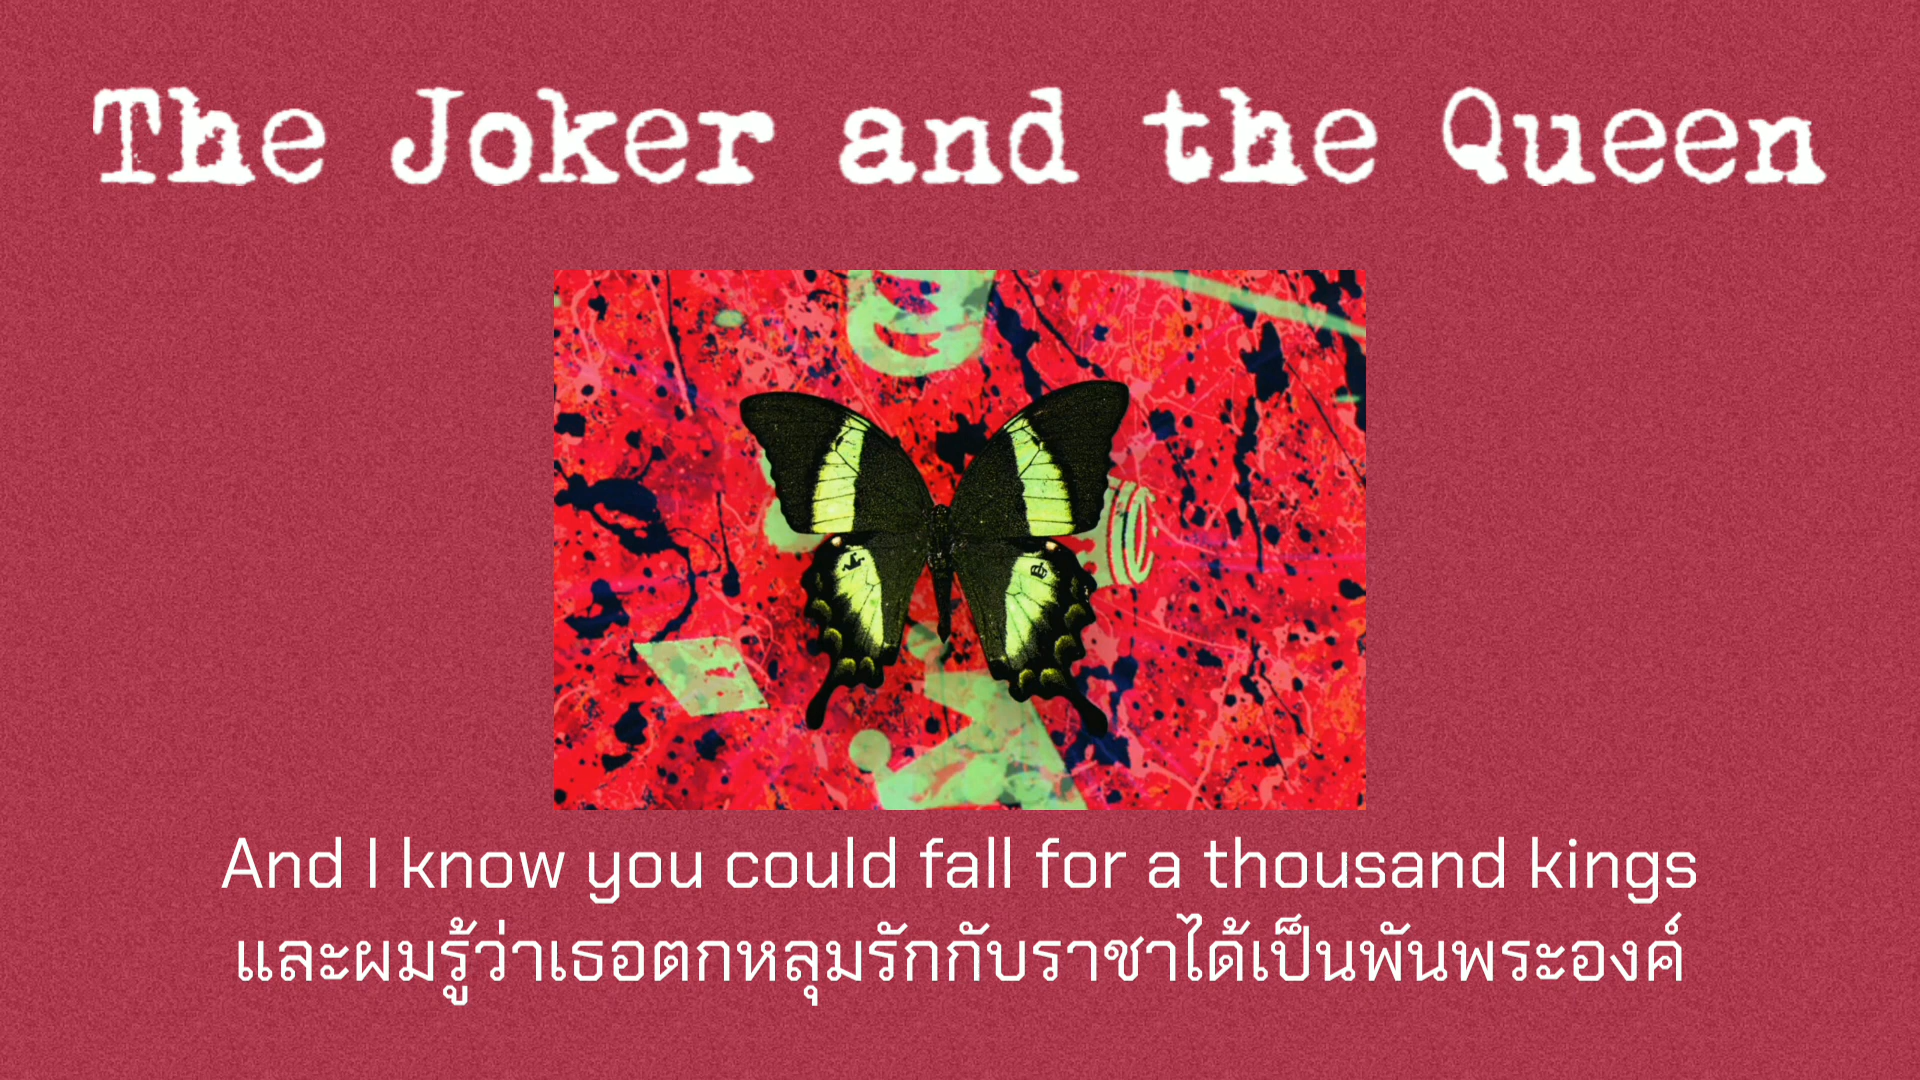 The Joker and the Queen
And I know you could fall for a thousand kings
และผมรู้ว่าเธอตกหลุมรักกับราชาได้เป็นพันพระองค์